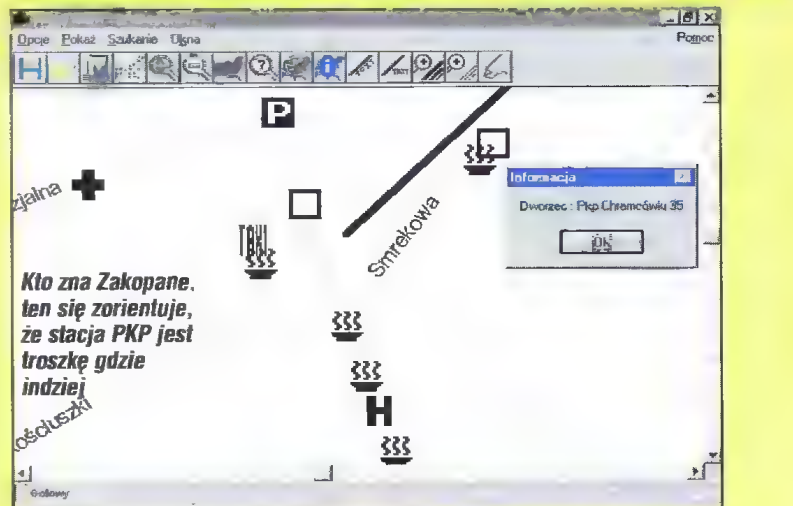 Opcje Pokaż Szukanie Okna Pomoc
P
Informacja
Dworzec : Pkp Chramcówki 35
OK
zjalna
Smrekowa
TAXI
Kto zna Zakopane,
ten się zorientuje,
że stacja PKP jest
troszkę gdzie
indziej
H
ościuszki
Gotowy